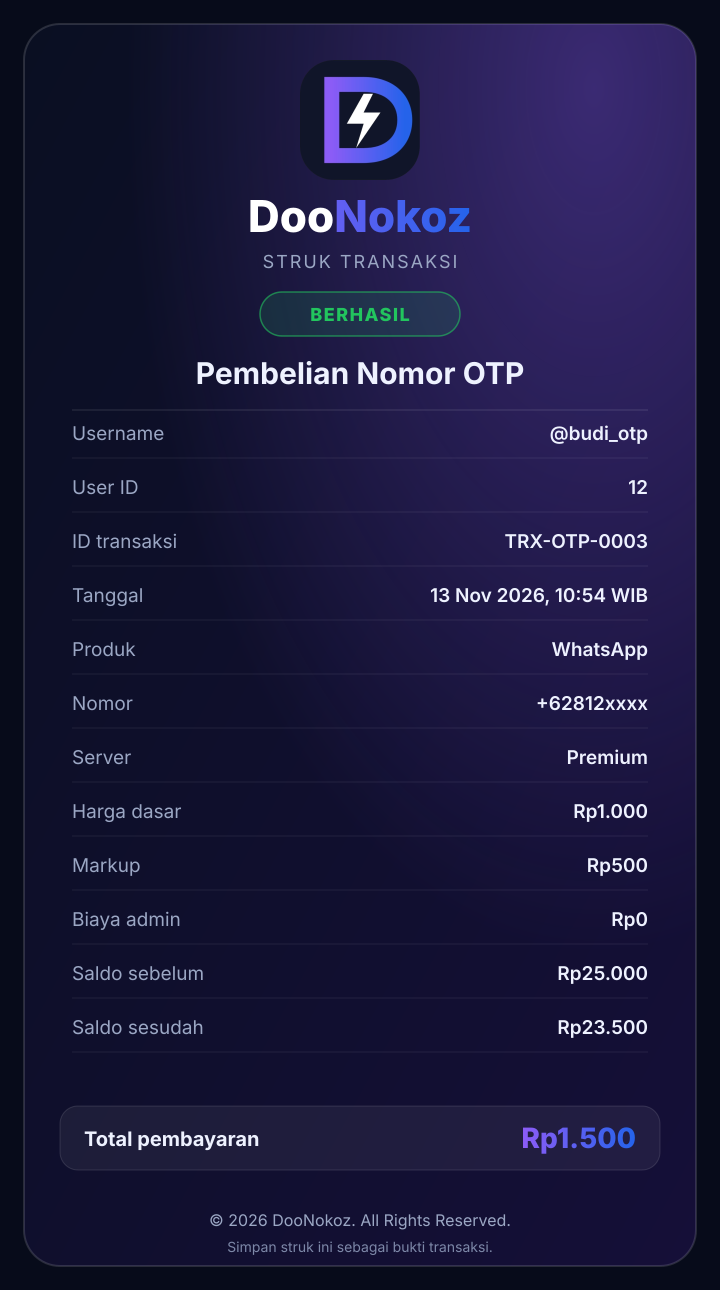 DooNokoz
STRUK TRANSAKSI
BERHASIL
Pembelian Nomor OTP
Username @budi_otp
User ID 12
ID transaksi TRX-OTP-0003
Tanggal 13 Nov 2026, 10:54 WIB
Produk WhatsApp
Nomor +62812xxxx
Server Premium
Harga dasar Rp1.000
Markup Rp500
Biaya admin Rp0
Saldo sebelum Rp25.000
Saldo sesudah Rp23.500
Total pembayaran Rp1.500
© 2026 DooNokoz. All Rights Reserved.
Simpan struk ini sebagai bukti transaksi.